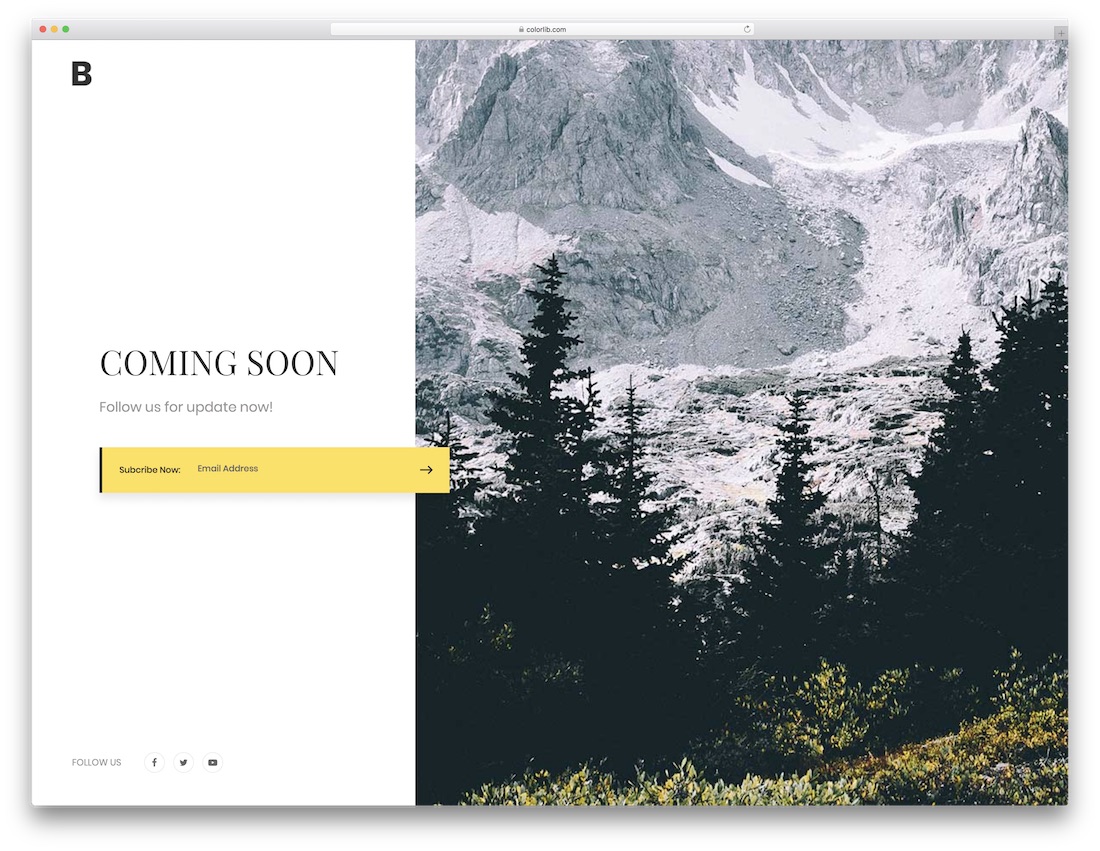 colorlib.com
B
COMING SOON
Follow us for update now!
Subcribe Now: Email Address
FOLLOW US